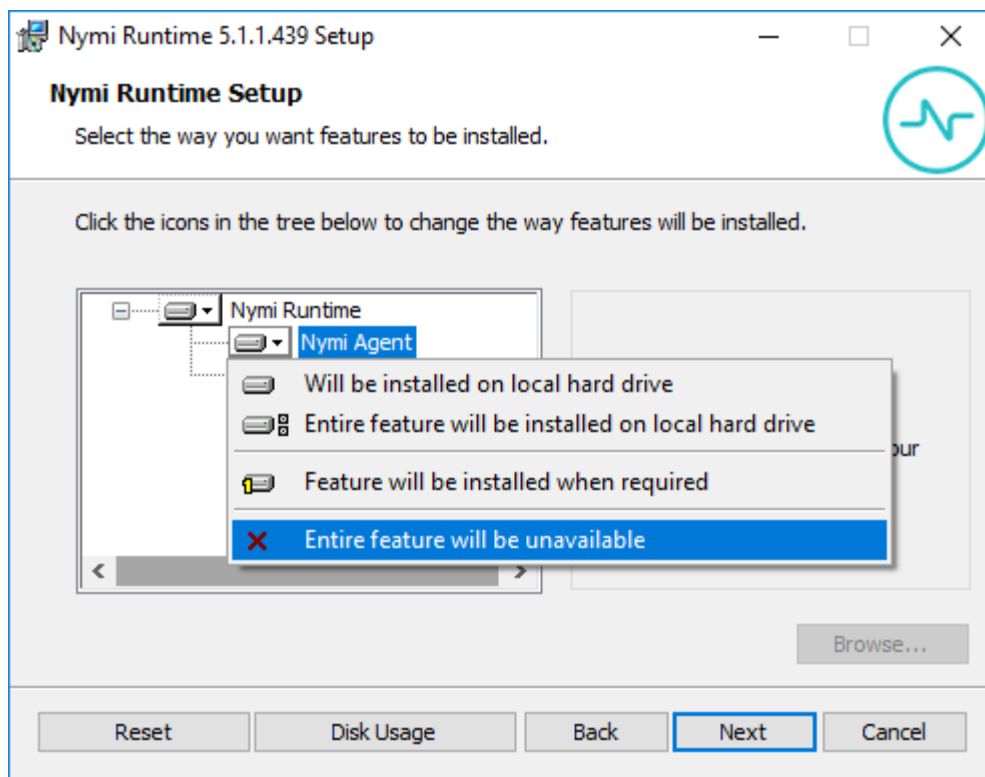 Nymi Runtime 5.1.1.439 Setup
Nymi Runtime Setup
Select the way you want features to be installed.
Click the icons in the tree below to change the way features will be installed.
Nymi Runtime
Nymi Agent
Will be installed on local hard drive
Entire feature will be installed on local hard drive
Feature will be installed when required
Entire feature will be unavailable
Browse...
Reset
Disk Usage
Back
Next
Cancel